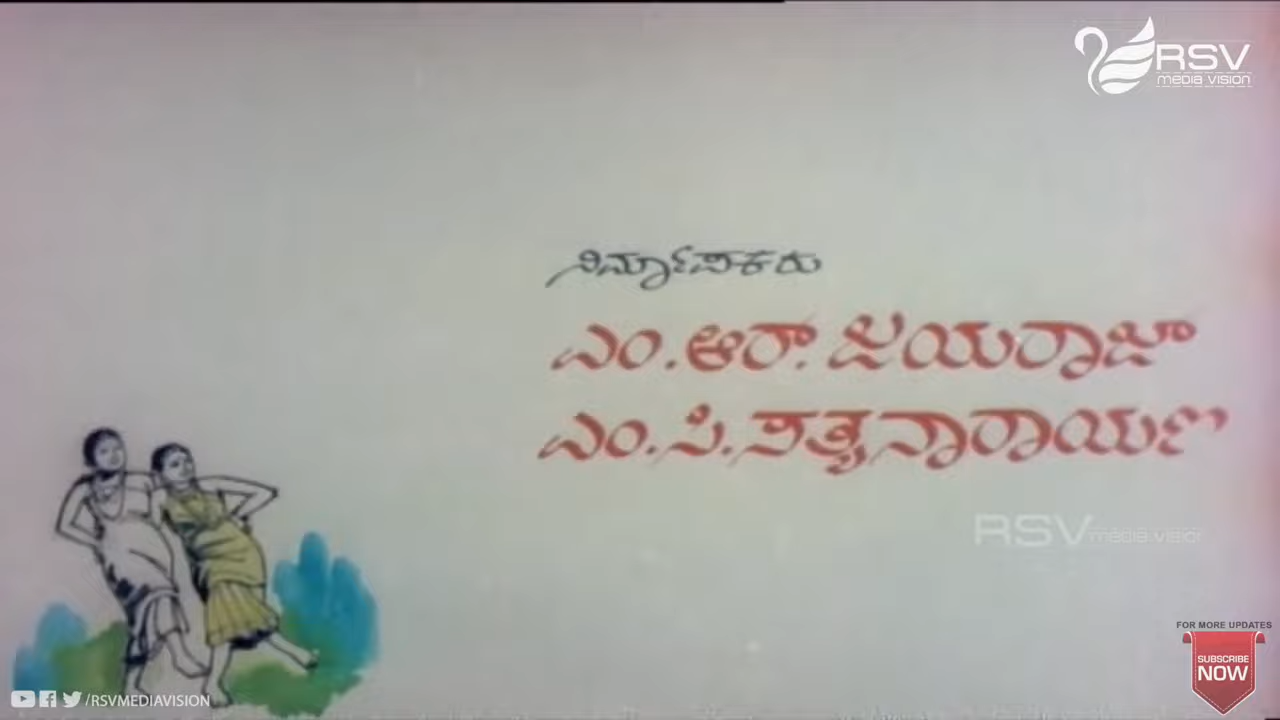 RSV
media vision
ನಿರ್ಮಾಪಕರು
ಎಂ. ಆರ್. ಜಯರಾಜ್
ಎಂ. ಸಿ. ಸತ್ಯನಾರಾಯಣ
RSV media vision
FOR MORE UPDATES
SUBSCRIBE
NOW
/RSVMEDIAVISION